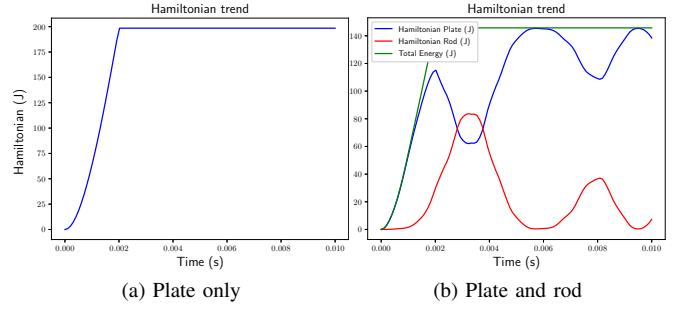 Hamiltonian trend
Hamiltonian (J)
200
175
150
125
100
75
50
25
0
0.000 0.002 0.004 0.006 0.008 0.010
Time (s)
(a) Plate only
Hamiltonian trend
Hamiltonian Plate (J)
Hamiltonian Rod (J)
Total Energy (J)
140
120
100
80
60
40
20
0
0.000 0.002 0.004 0.006 0.008 0.010
Time (s)
(b) Plate and rod